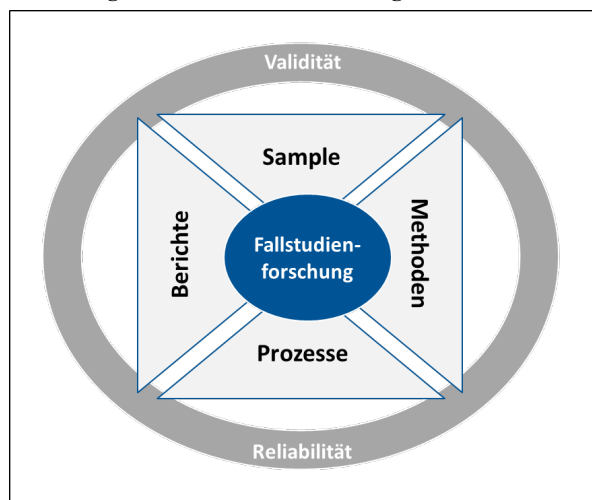 Validität
Sample
Berichte
Fallstudien-
forschung
Methoden
Prozesse
Reliabilität